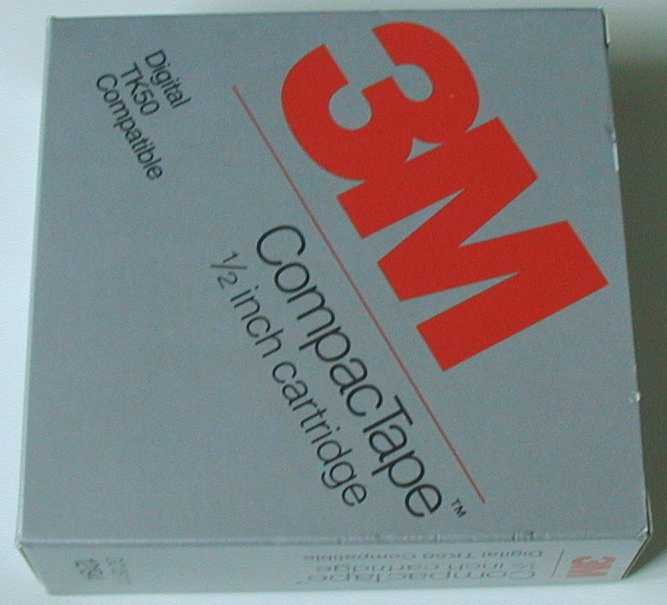 3M
CompacTape™
1/2 inch cartridge
Digital
TK50
Compatible
3M
CompacTape™
1/2 inch cartridge
Digital TK50 Compatible